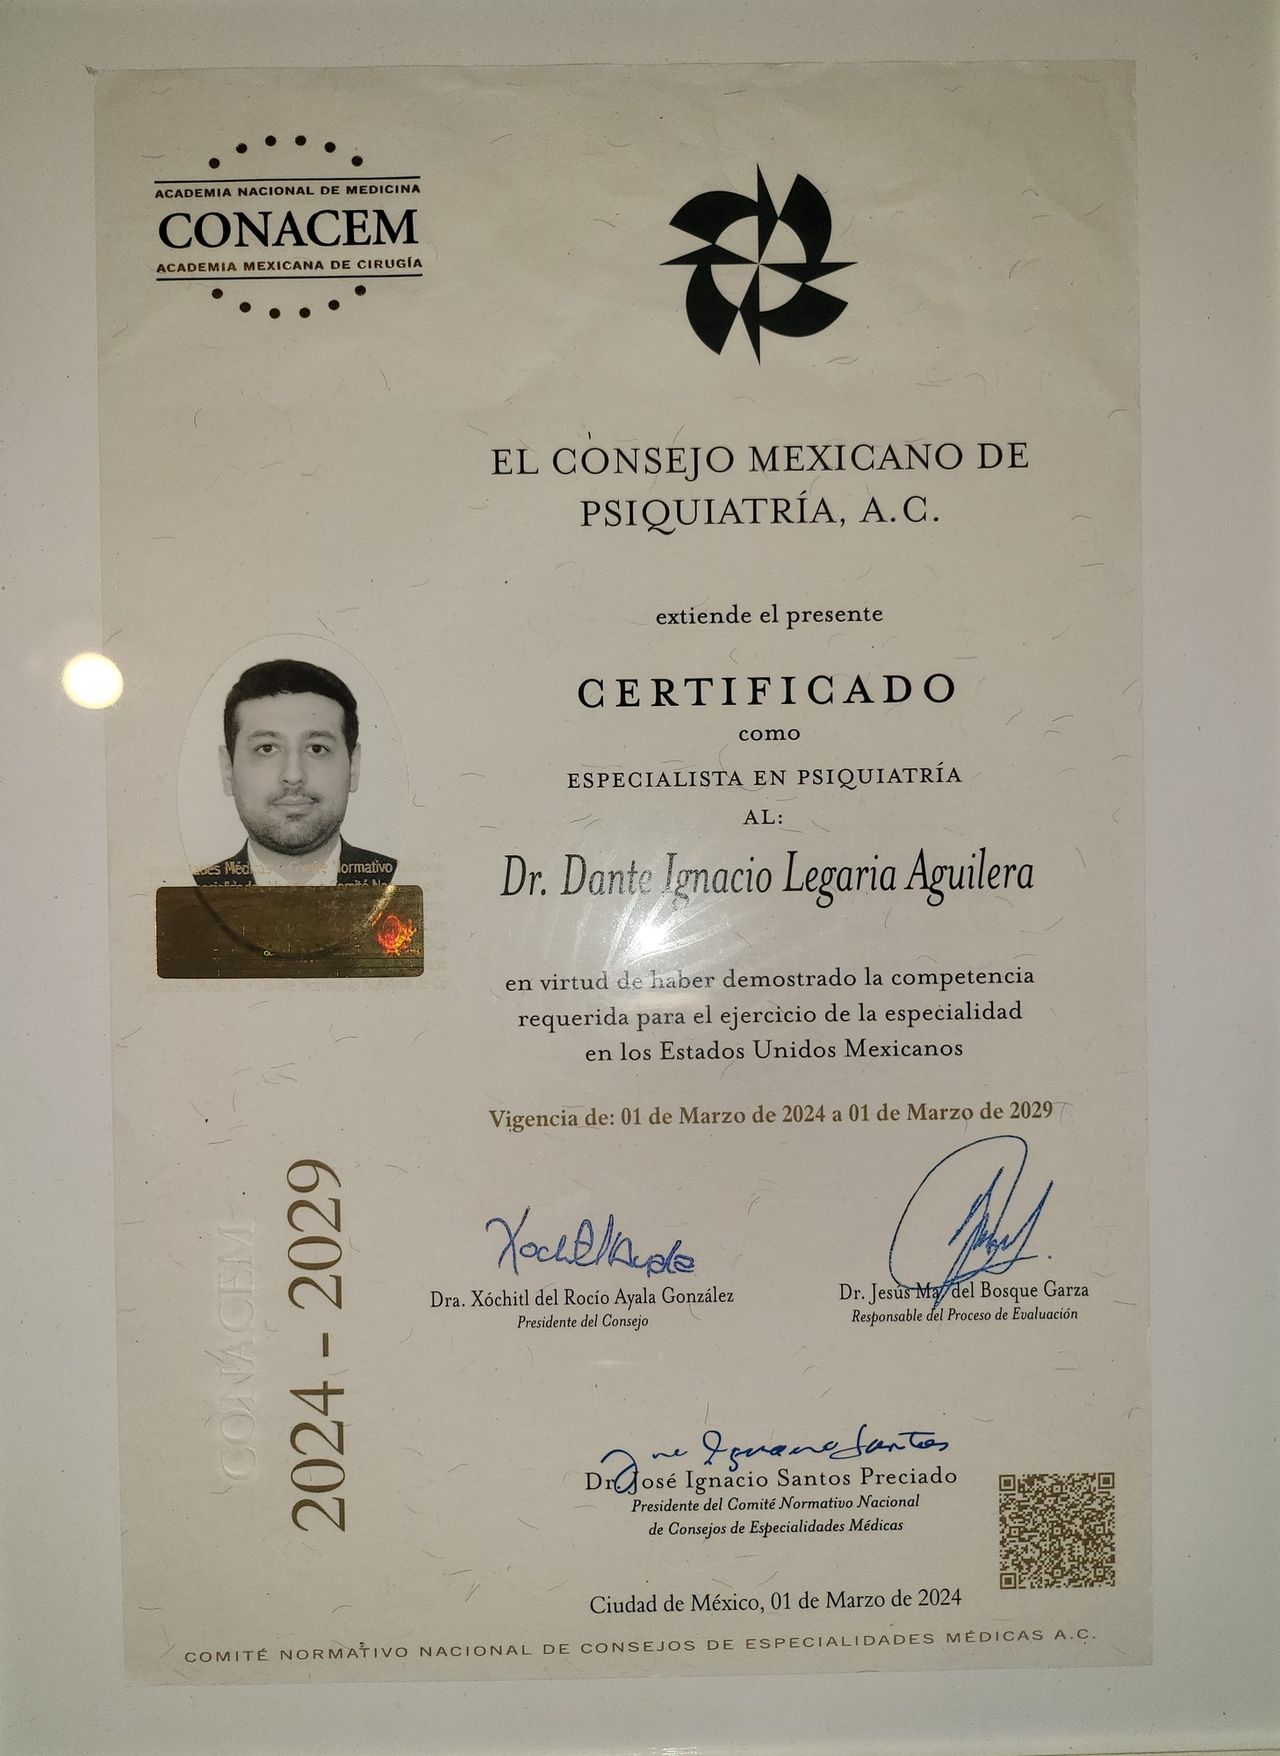 ACADEMIA NACIONAL DE MEDICINA
CONACEM
ACADEMIA MEXICANA DE CIRUGÍA
EL CONSEJO MEXICANO DE
PSIQUIATRÍA, A.C.
extiende el presente
CERTIFICADO
como
ESPECIALISTA EN PSIQUIATRÍA
AL:
Dr. Dante Ignacio Legaria Aguilera
en virtud de haber demostrado la competencia
requerida para el ejercicio de la especialidad
en los Estados Unidos Mexicanos
Vigencia de: 01 de Marzo de 2024 a 01 de Marzo de 2029
CONACEM
2024 - 2029
Xochitl Ayala
Dra. Xóchitl del Rocío Ayala González
Presidente del Consejo
Dr. Jesús Ma. del Bosque Garza
Responsable del Proceso de Evaluación
Jose Ignacio Santos
Dr. José Ignacio Santos Preciado
Presidente del Comité Normativo Nacional
de Consejos de Especialidades Médicas
Ciudad de México, 01 de Marzo de 2024
COMITÉ NORMATIVO NACIONAL DE CONSEJOS DE ESPECIALIDADES MÉDICAS A.C.